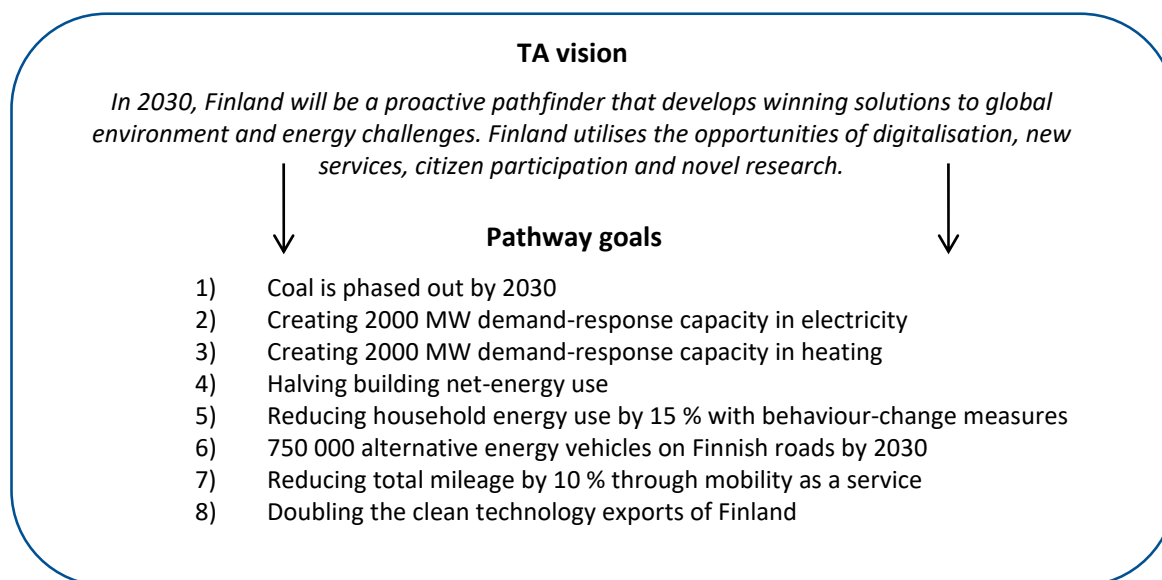 TA vision
In 2030, Finland will be a proactive pathfinder that develops winning solutions to global
environment and energy challenges. Finland utilises the opportunities of digitalisation, new
services, citizen participation and novel research.
Pathway goals
1) Coal is phased out by 2030
2) Creating 2000 MW demand-response capacity in electricity
3) Creating 2000 MW demand-response capacity in heating
4) Halving building net-energy use
5) Reducing household energy use by 15 % with behaviour-change measures
6) 750 000 alternative energy vehicles on Finnish roads by 2030
7) Reducing total mileage by 10 % through mobility as a service
8) Doubling the clean technology exports of Finland